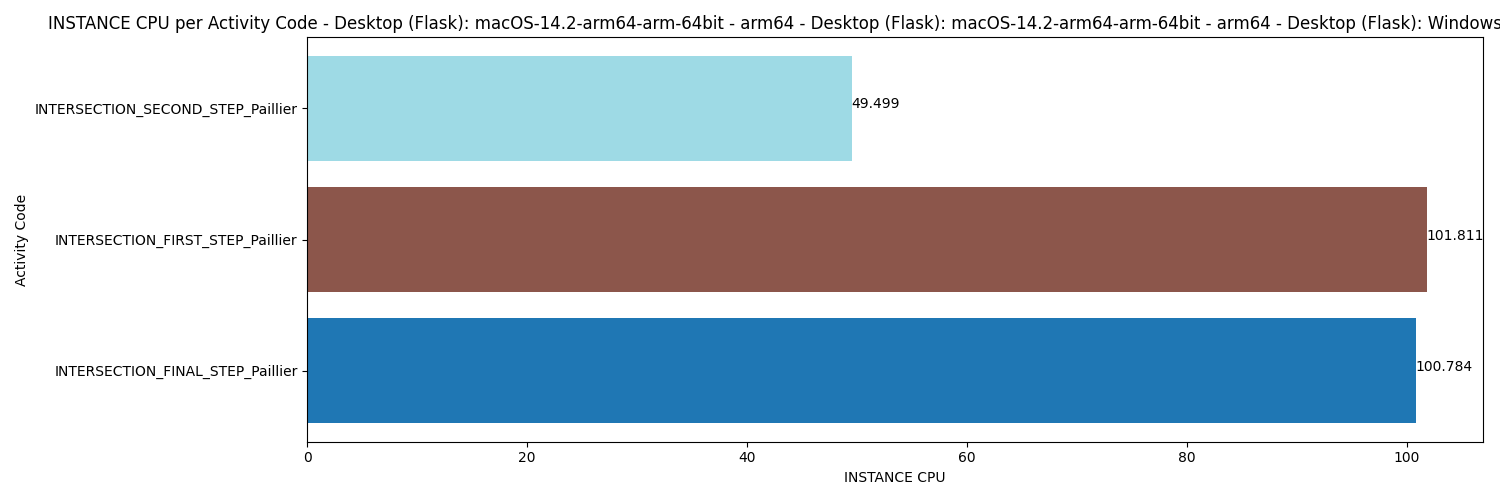 INSTANCE CPU per Activity Code - Desktop (Flask): macOS-14.2-arm64-arm-64bit - arm64 - Desktop (Flask): macOS-14.2-arm64-arm-64bit - arm64 - Desktop (Flask): Windows
INTERSECTION_SECOND_STEP_Paillier
49.499
INTERSECTION_FIRST_STEP_Paillier
101.811
INTERSECTION_FINAL_STEP_Paillier
100.784
Activity Code
0 20 40 60 80 100
INSTANCE CPU